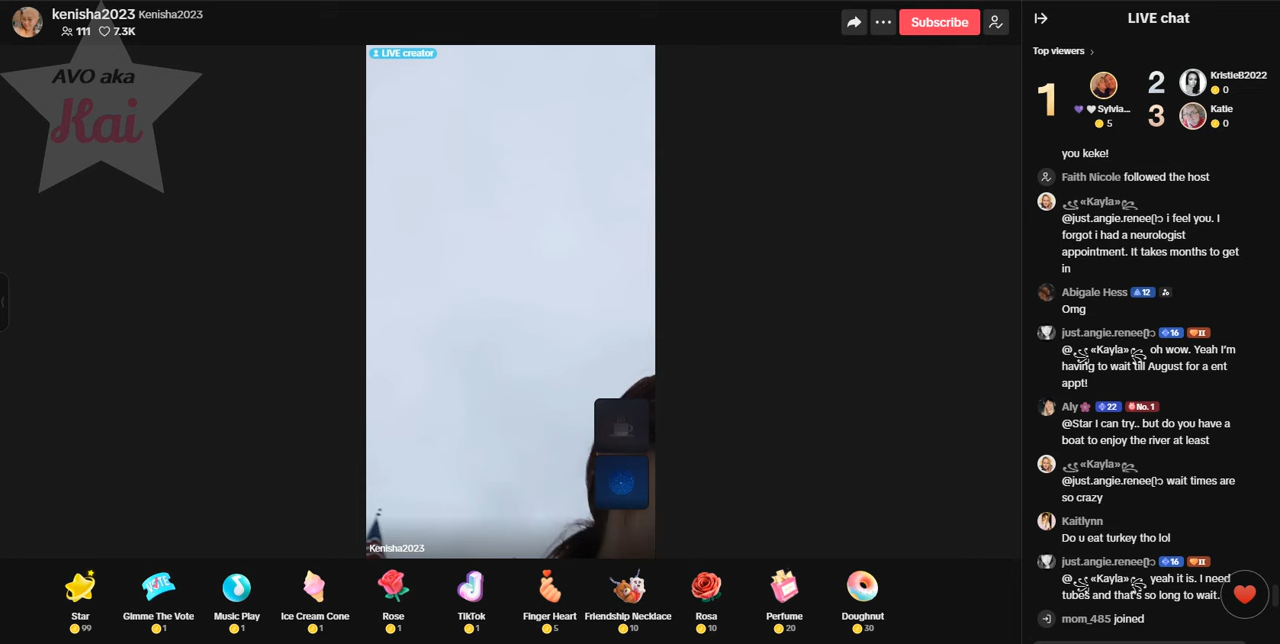 kenisha2023 Kenisha2023
111 7.3K
Subscribe
AVO aka
Kai
LIVE creator
Kenisha2023
Star
99
Gimme The Vote
1
Music Play
1
Ice Cream Cone
1
Rose
1
TikTok
1
Finger Heart
5
Friendship Necklace
10
Rosa
10
Perfume
20
Doughnut
30
LIVE chat
Top viewers
1
💜🤍Sylvia...
5
2
KristieB2022
0
3
Katie
0
you keke!
Faith Nicole followed the host
«Kayla»
@just.angie.renee i feel you. I
forgot i had a neurologist
appointment. It takes months to get
in
Abigale Hess 12
Omg
just.angie.renee 16 II
@ «Kayla» oh wow. Yeah I'm
having to wait till August for a ent
appt!
Aly🌸 22 No. 1
@Star I can try.. but do you have a
boat to enjoy the river at least
«Kayla»
@just.angie.renee wait times are
so crazy
Kaitlynn
Do u eat turkey tho lol
just.angie.renee 16 II
@ «Kayla» yeah it is. I need
tubes and that's so long to wait.
mom_485 joined